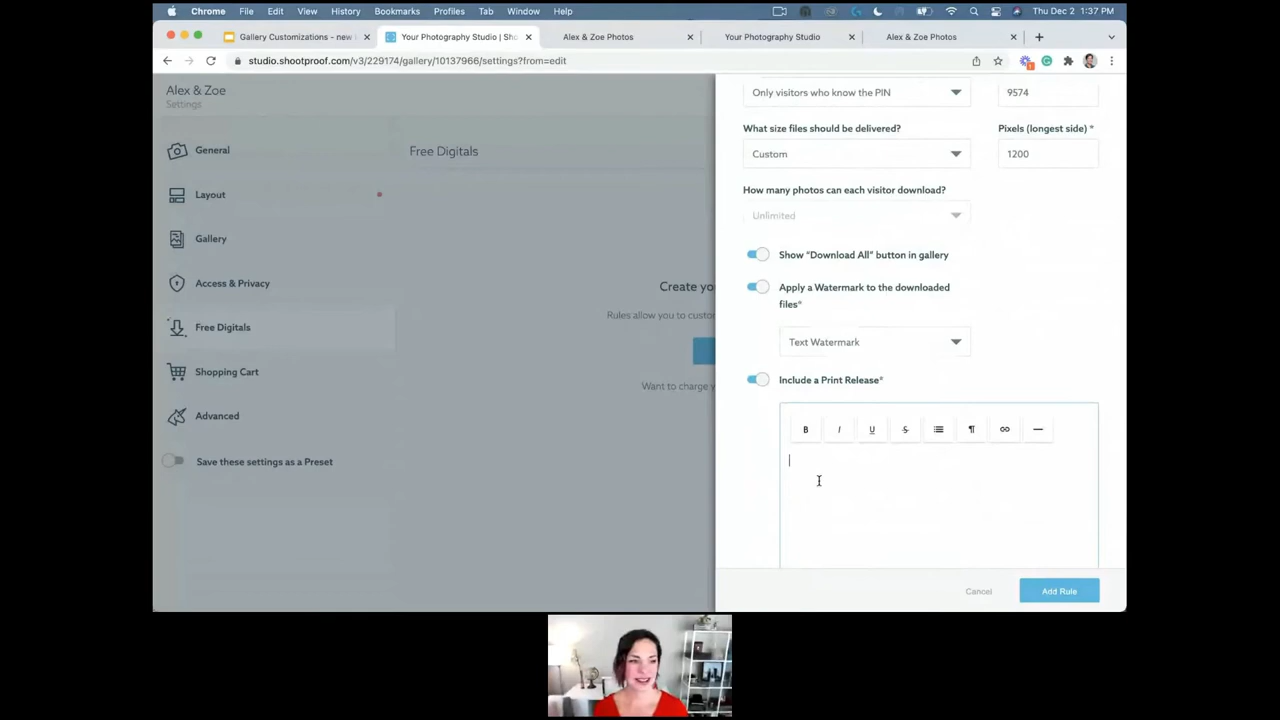 Chrome File Edit View History Bookmarks Profiles Tab Window Help Thu Dec 2 1:37 PM
Gallery Customizations - new Your Photography Studio | Sho Alex & Zoe Photos Your Photography Studio Alex & Zoe Photos
studio.shootproof.com/v3/229174/gallery/10137966/settings?from=edit
Alex & Zoe
Settings
General
Layout
Gallery
Access & Privacy
Free Digitals
Shopping Cart
Advanced
Save these settings as a Preset
Free Digitals
Create you
Rules allow you to custor
Want to charge y
Only visitors who know the PIN 9574
What size files should be delivered? Pixels (longest side) *
Custom 1200
How many photos can each visitor download?
Unlimited
Show “Download All” button in gallery
Apply a Watermark to the downloaded
files*
Text Watermark
Include a Print Release*
B I U S ¶
Cancel Add Rule